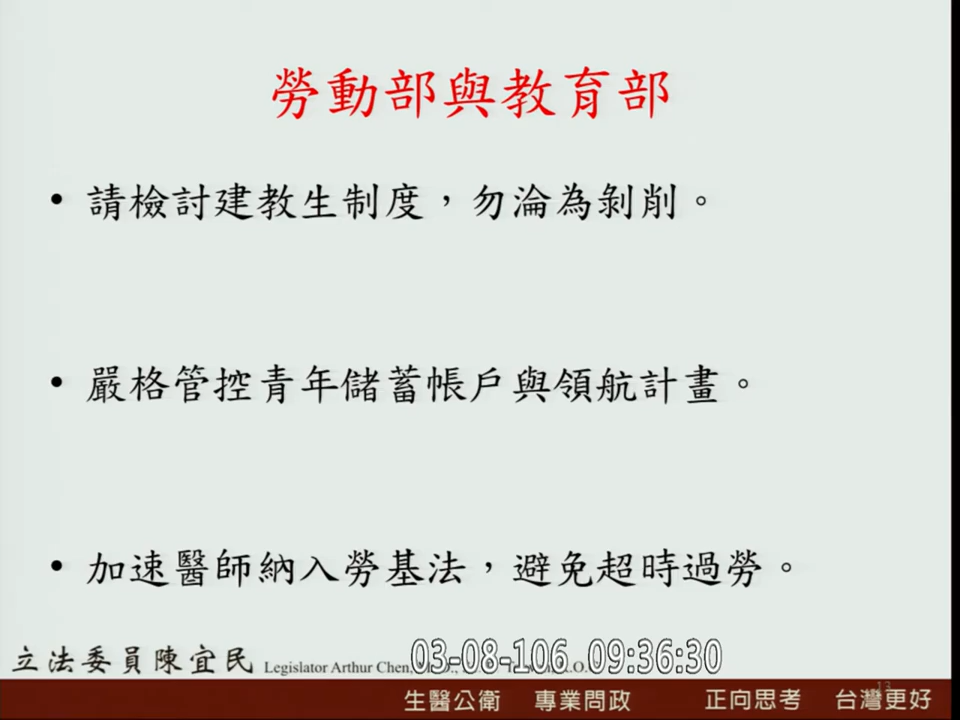 勞動部與教育部
• 請檢討建教生制度，勿淪為剝削。
• 嚴格管控青年儲蓄帳戶與領航計畫。
• 加速醫師納入勞基法，避免超時過勞。
立法委員陳宜民 Legislator Arthur Chen,
03-08-106 09:36:30
生醫公衛 專業問政 正向思考 台灣更好
13